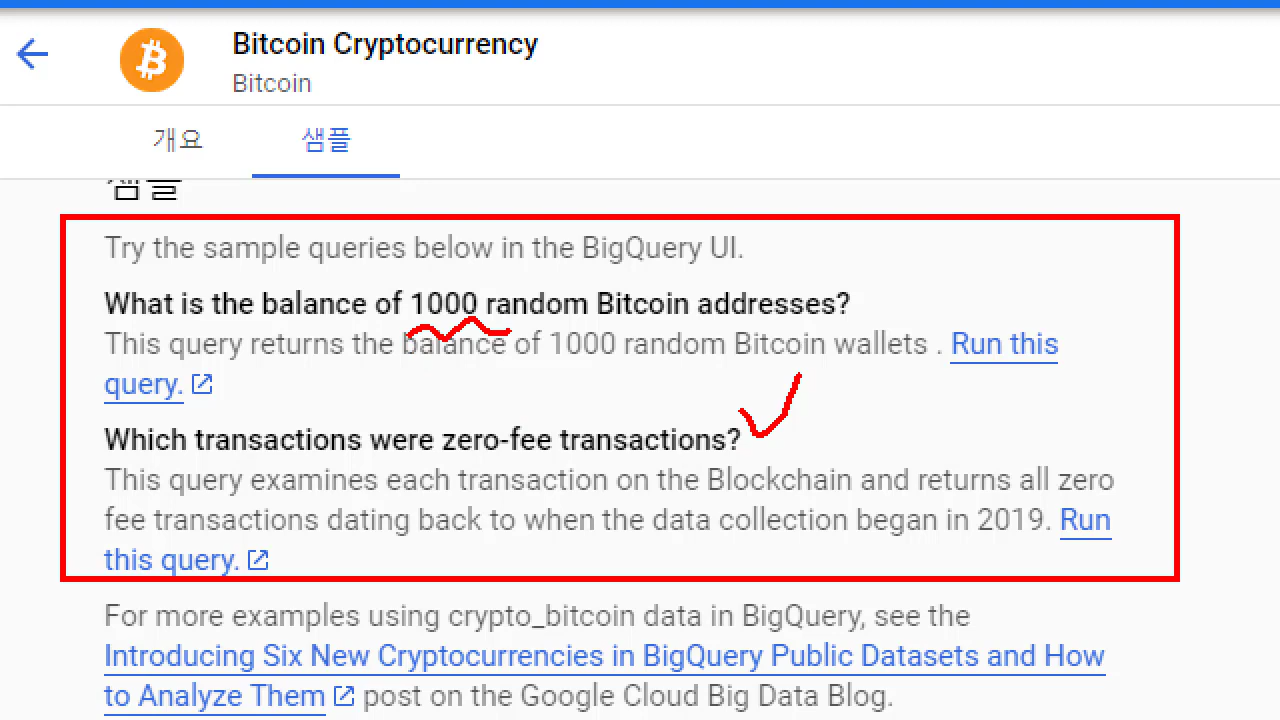 Bitcoin Cryptocurrency
Bitcoin
개요 샘플
샘플
Try the sample queries below in the BigQuery UI.
What is the balance of 1000 random Bitcoin addresses?
This query returns the balance of 1000 random Bitcoin wallets . Run this
query.
Which transactions were zero-fee transactions?
This query examines each transaction on the Blockchain and returns all zero
fee transactions dating back to when the data collection began in 2019. Run
this query.
For more examples using crypto_bitcoin data in BigQuery, see the
Introducing Six New Cryptocurrencies in BigQuery Public Datasets and How
to Analyze Them post on the Google Cloud Big Data Blog.